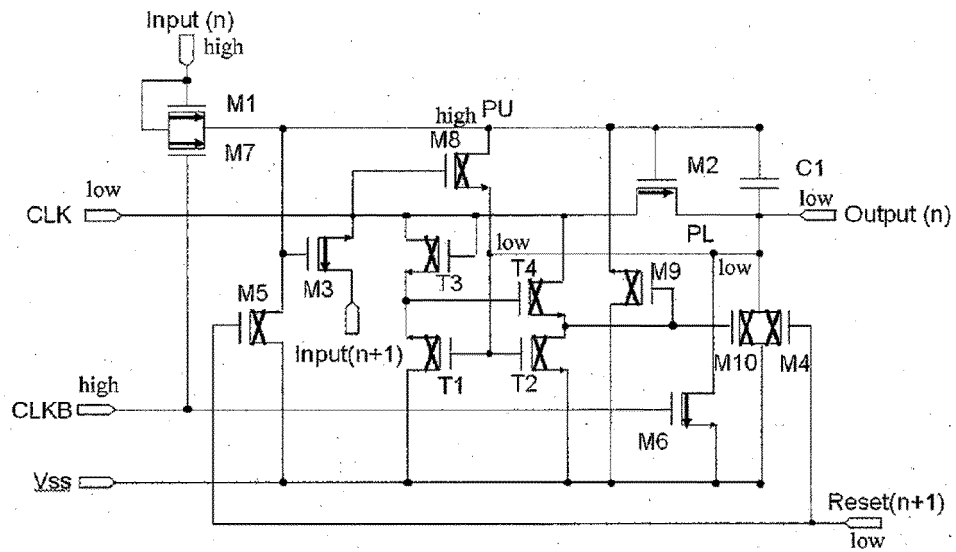 Input (n)
high
M1
M7
high
PU
M8
M2
C1
low
CLK
low
Output (n)
PL
low
low
M3
T3
T4
M9
M5
Input(n+1)
T1
T2
M10
M4
high
CLKB
M6
Vss
Reset(n+1)
low